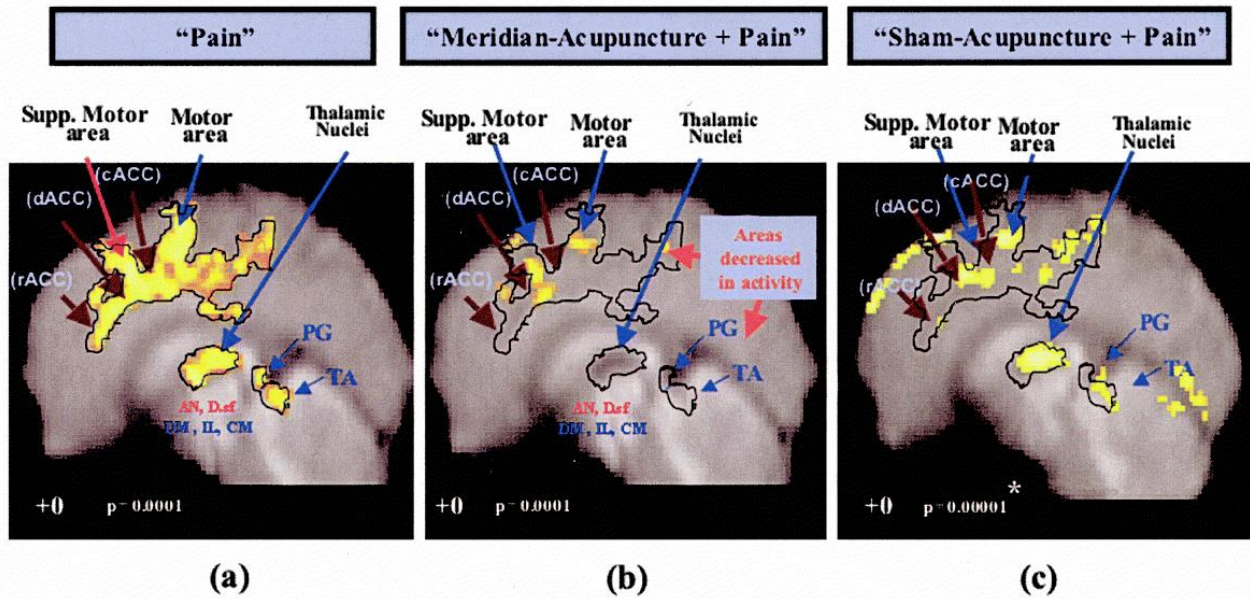 “Pain”
“Meridian-Acupuncture + Pain”
“Sham-Acupuncture + Pain”
Supp. Motor
area
Motor
area
Thalamic
Nuclei
(cACC)
(dACC)
(rACC)
PG
TA
AN, D.sf
DM, IL, CM
+0
p = 0.0001
(a)
Supp. Motor
area
Motor
area
Thalamic
Nuclei
(cACC)
(dACC)
(rACC)
Areas
decreased
in activity
PG
TA
AN, D.sf
DM, IL, CM
+0
p = 0.0001
(b)
Supp. Motor
area
Motor
area
Thalamic
Nuclei
(cACC)
(dACC)
(rACC)
PG
TA
+0
p = 0.00001*
(c)